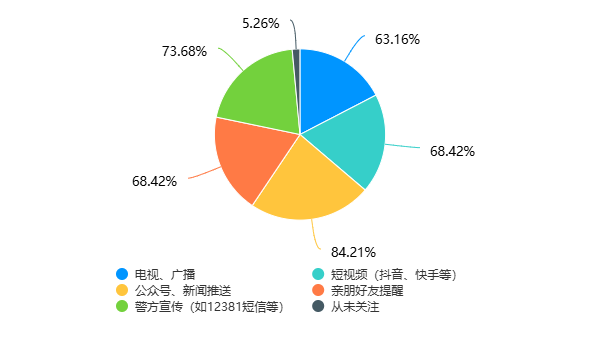 5.26%
63.16%
73.68%
68.42%
68.42%
84.21%
电视、广播
短视频（抖音、快手等）
公众号、新闻推送
亲朋好友提醒
警方宣传（如12381短信等）
从未关注